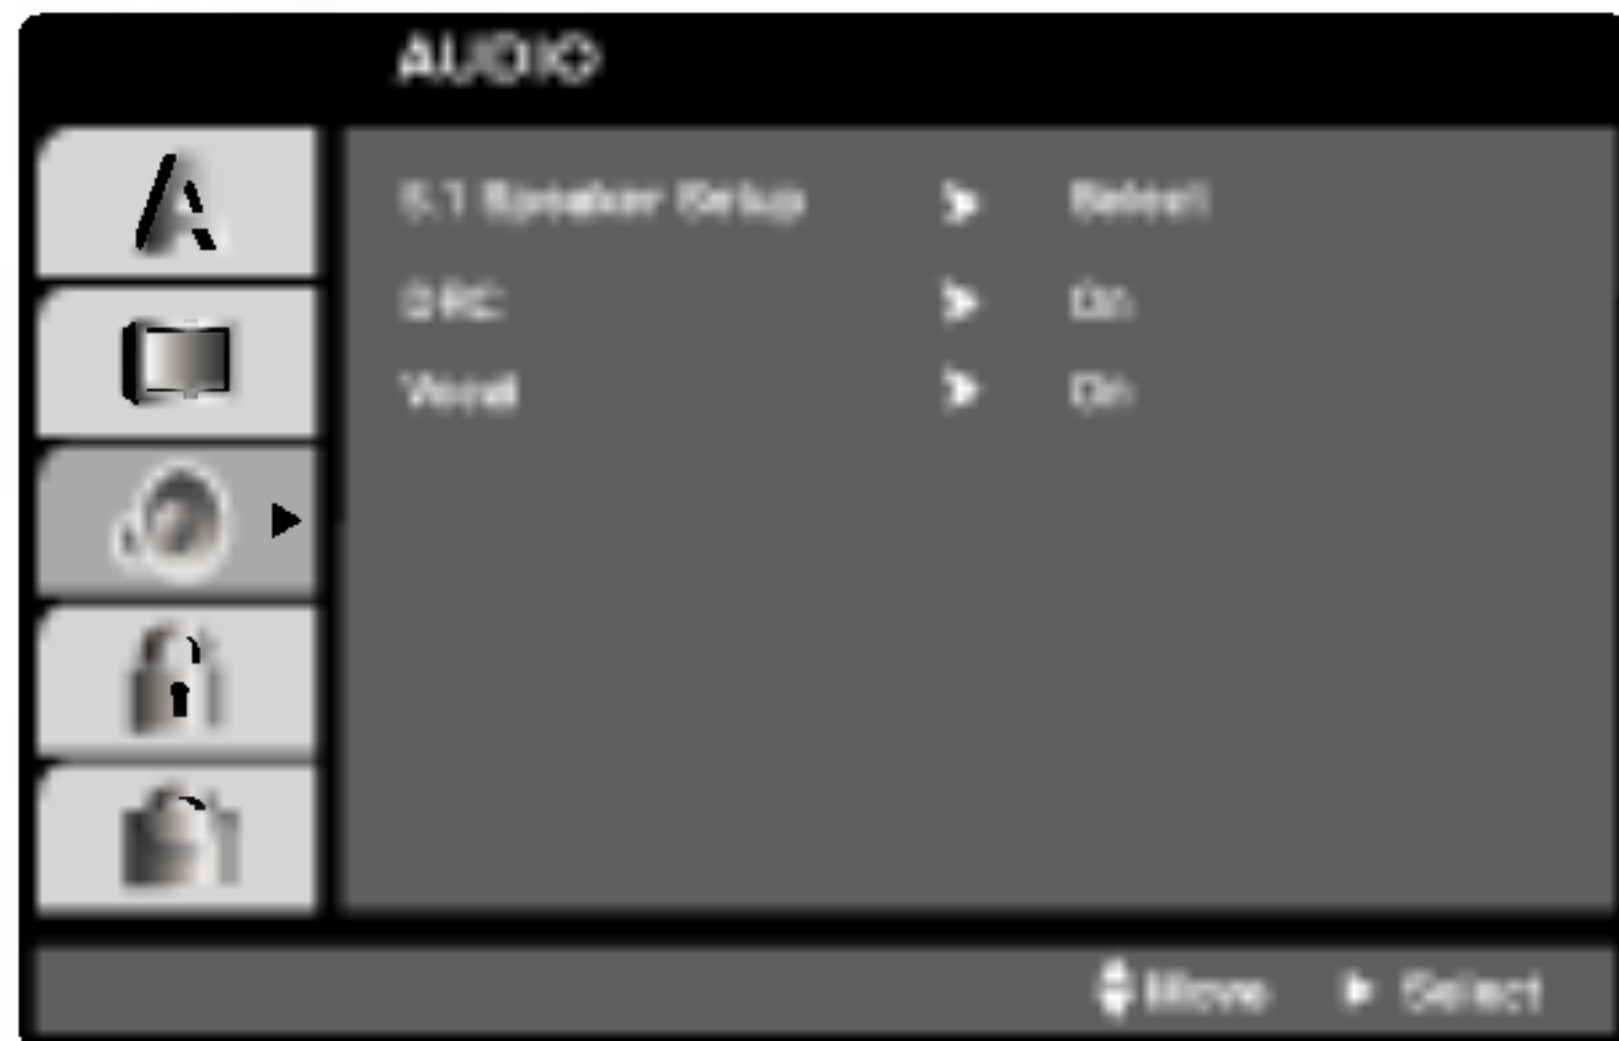 AUDIO
5.1 Speaker Setup Select
DRC On
Vocal On
Move Select